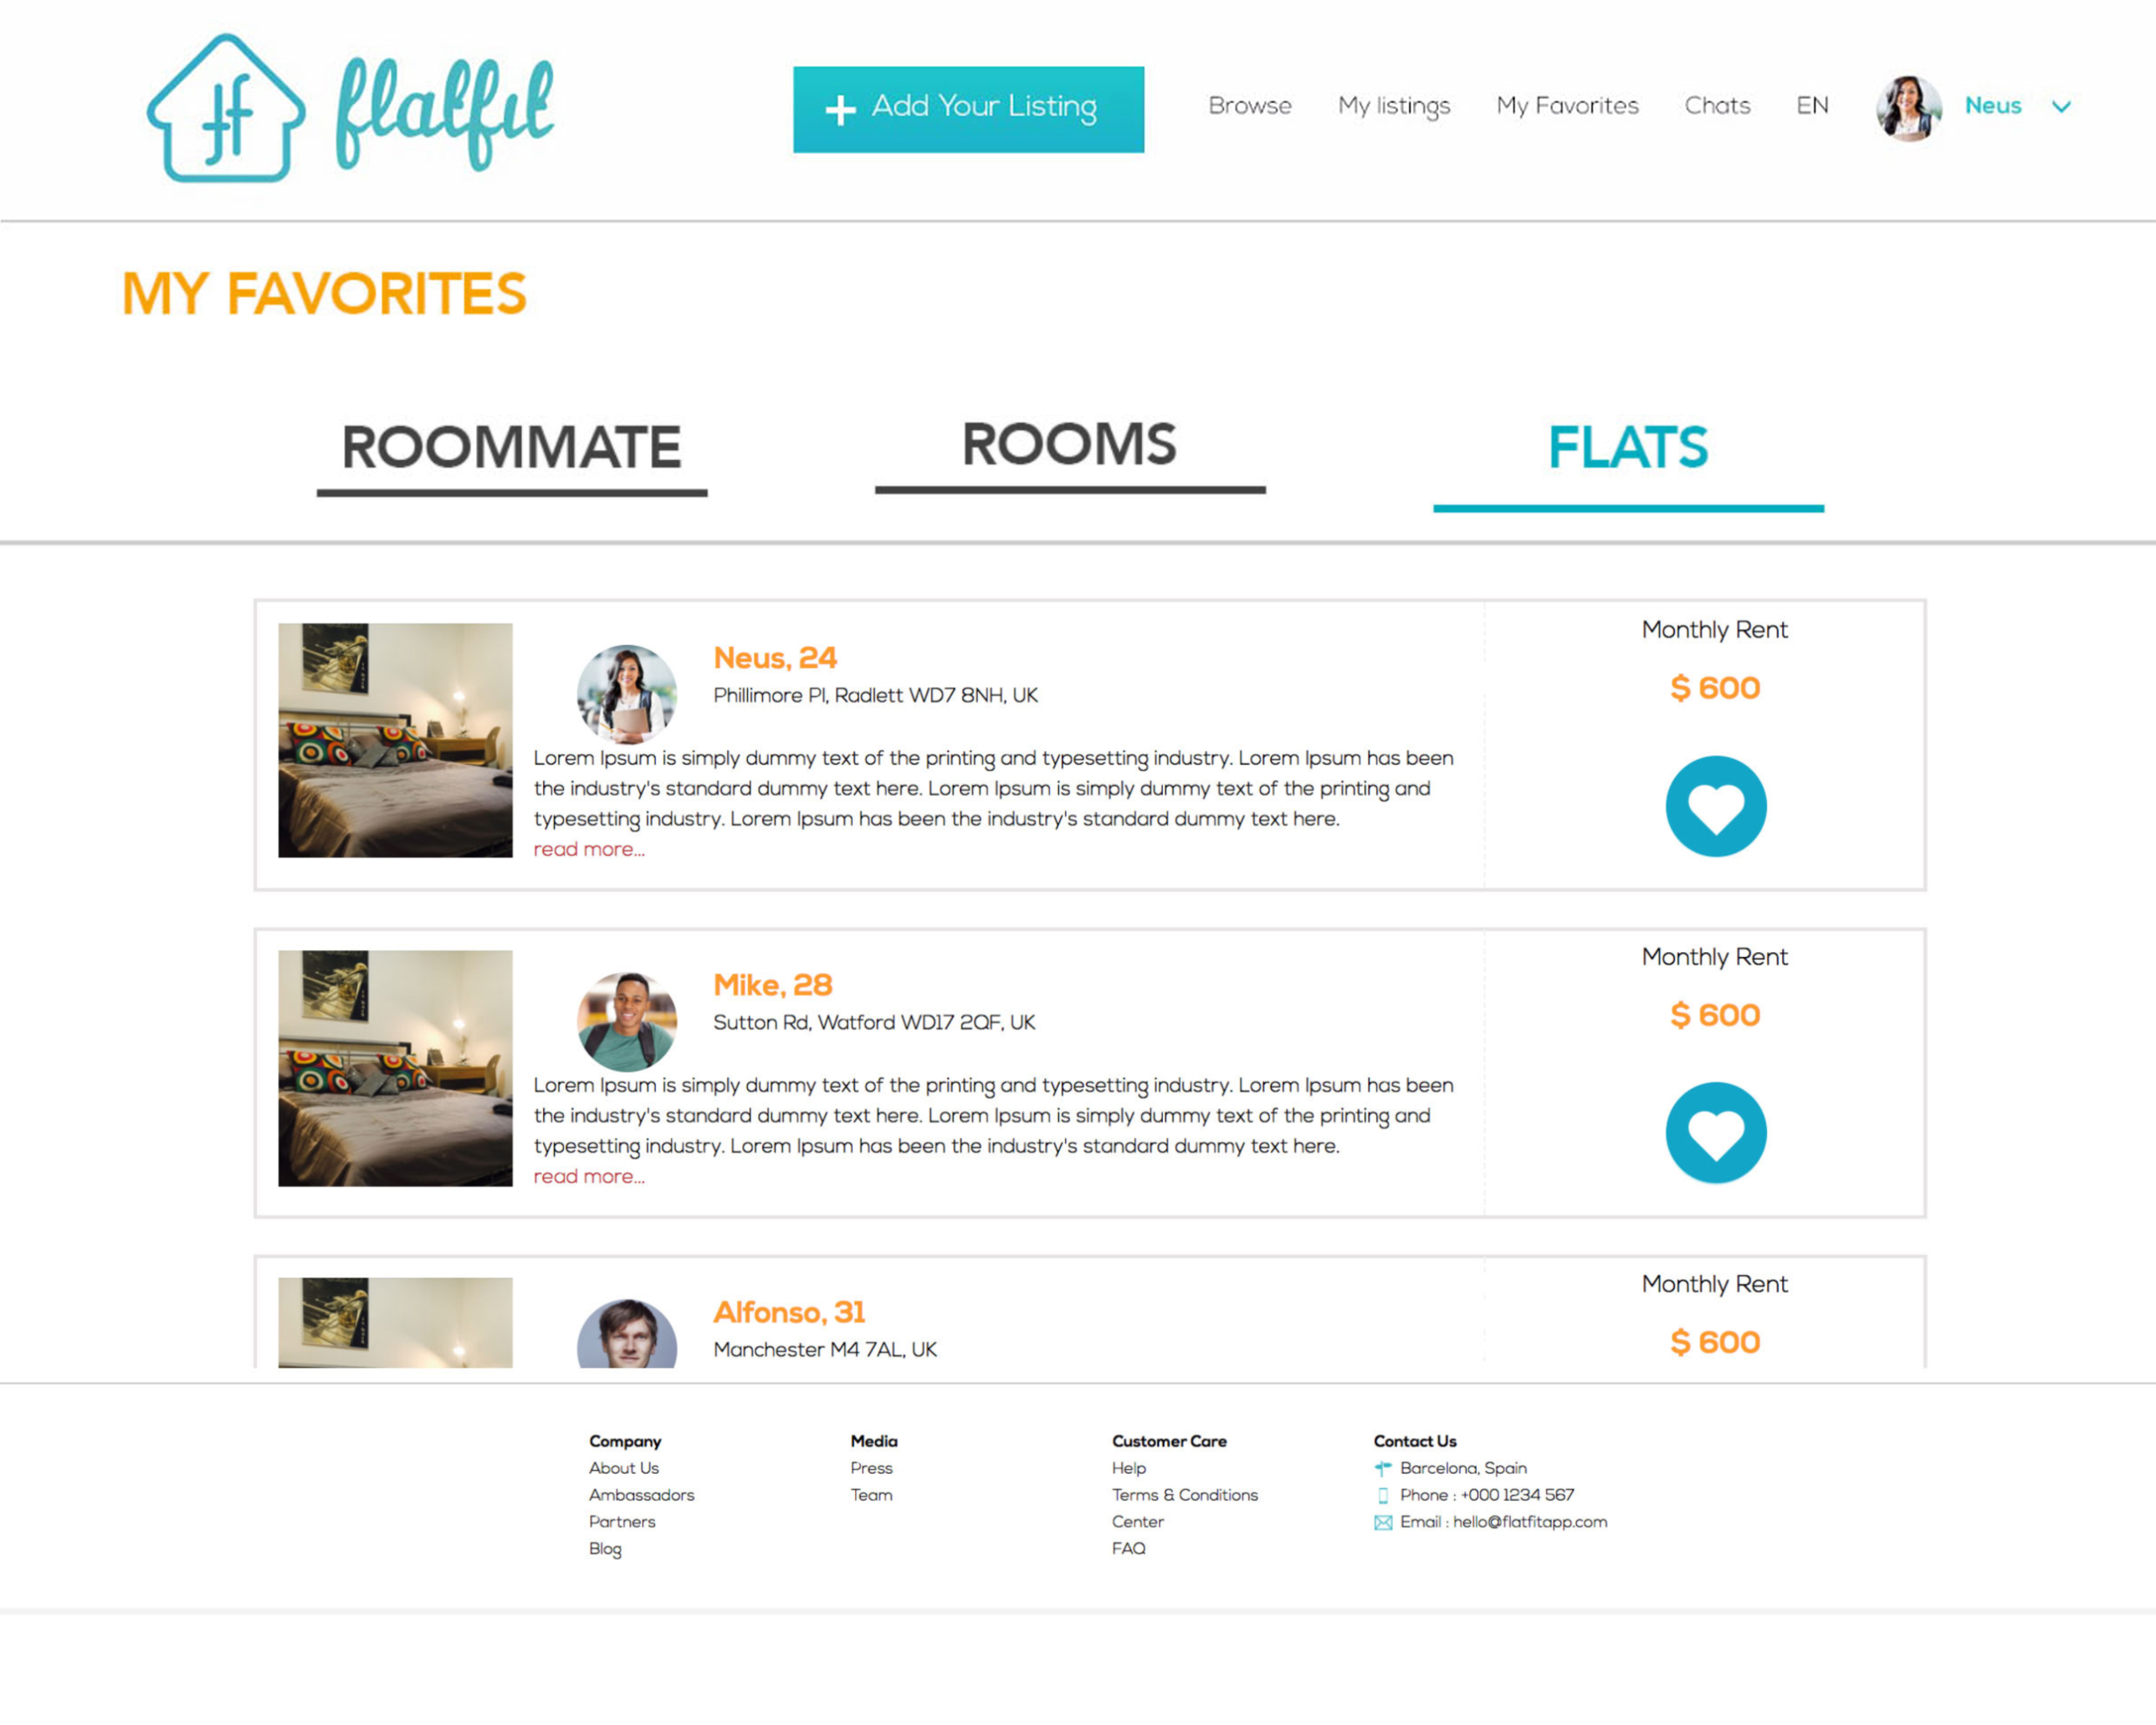 flatfit
+ Add Your Listing
Browse
My listings
My Favorites
Chats
EN
Neus
MY FAVORITES
ROOMMATE
ROOMS
FLATS
Neus, 24
Phillimore Pl, Radlett WD7 8NH, UK
Lorem Ipsum is simply dummy text of the printing and typesetting industry. Lorem Ipsum has been
the industry's standard dummy text here. Lorem Ipsum is simply dummy text of the printing and
typesetting industry. Lorem Ipsum has been the industry's standard dummy text here.
read more...
Monthly Rent
$ 600
Mike, 28
Sutton Rd, Watford WD17 2QF, UK
Lorem Ipsum is simply dummy text of the printing and typesetting industry. Lorem Ipsum has been
the industry's standard dummy text here. Lorem Ipsum is simply dummy text of the printing and
typesetting industry. Lorem Ipsum has been the industry's standard dummy text here.
read more...
Monthly Rent
$ 600
Alfonso, 31
Manchester M4 7AL, UK
Monthly Rent
$ 600
Company
About Us
Ambassadors
Partners
Blog
Media
Press
Team
Customer Care
Help
Terms & Conditions
Center
FAQ
Contact Us
Barcelona, Spain
Phone : +000 1234 567
Email : hello@flatfitapp.com